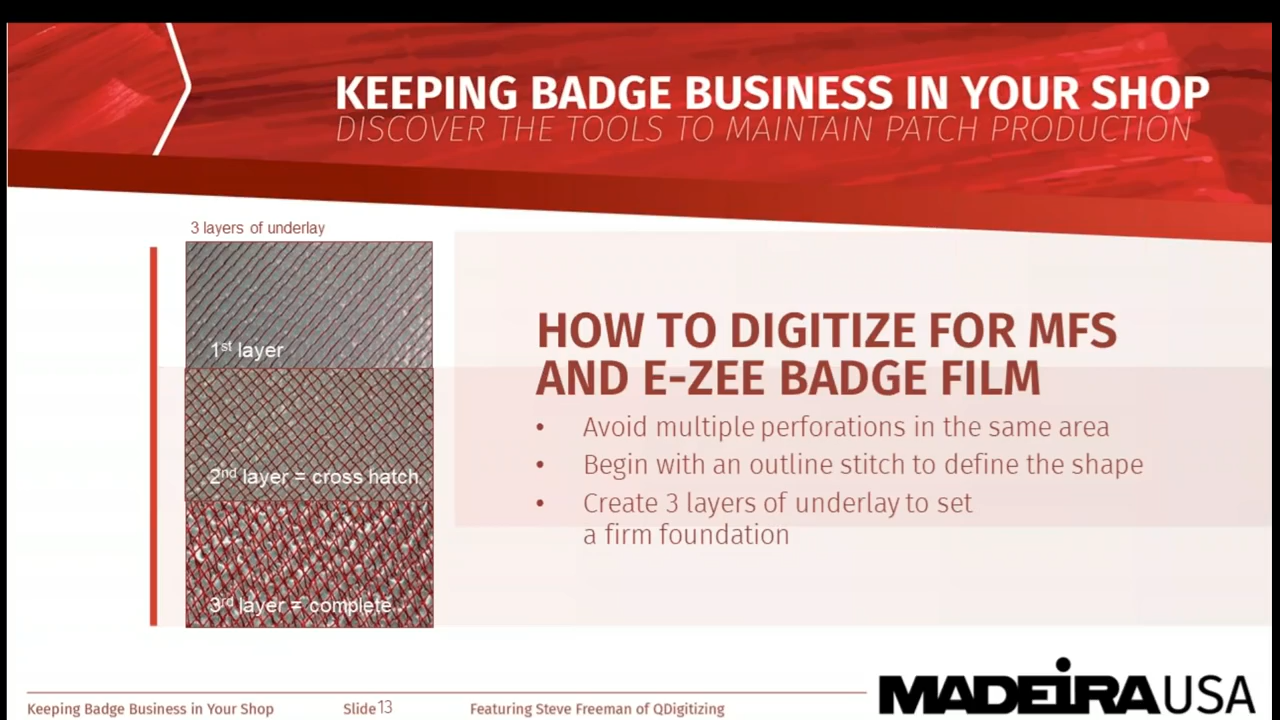 KEEPING BADGE BUSINESS IN YOUR SHOP
DISCOVER THE TOOLS TO MAINTAIN PATCH PRODUCTION
3 layers of underlay
1st layer
2nd layer = cross hatch
3rd layer = complete
HOW TO DIGITIZE FOR MFS
AND E-ZEE BADGE FILM
• Avoid multiple perforations in the same area
• Begin with an outline stitch to define the shape
• Create 3 layers of underlay to set
a firm foundation
Keeping Badge Business in Your Shop
Slide 13
Featuring Steve Freeman of QDigitizing
MADEIRA USA